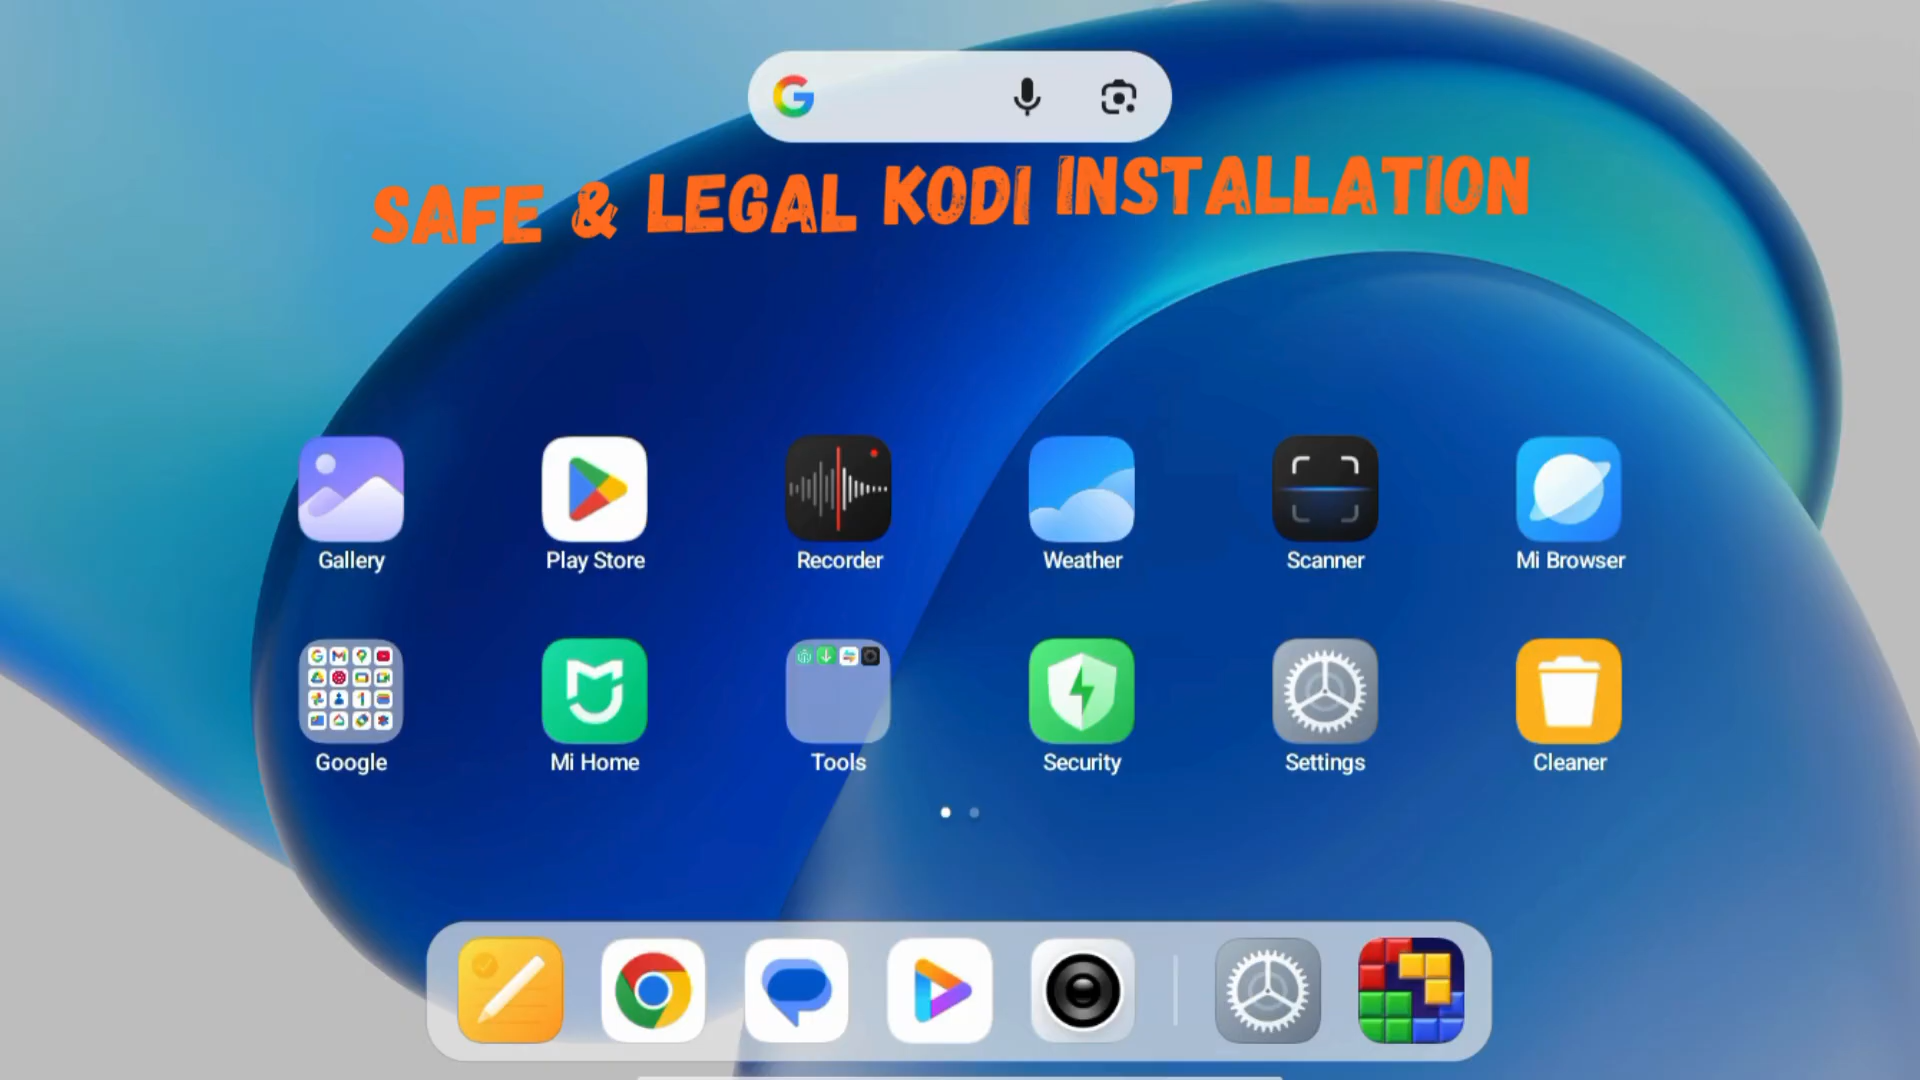 SAFE & LEGAL KODI INSTALLATION
Gallery
Play Store
Recorder
Weather
Scanner
Mi Browser
Google
Mi Home
Tools
Security
Settings
Cleaner